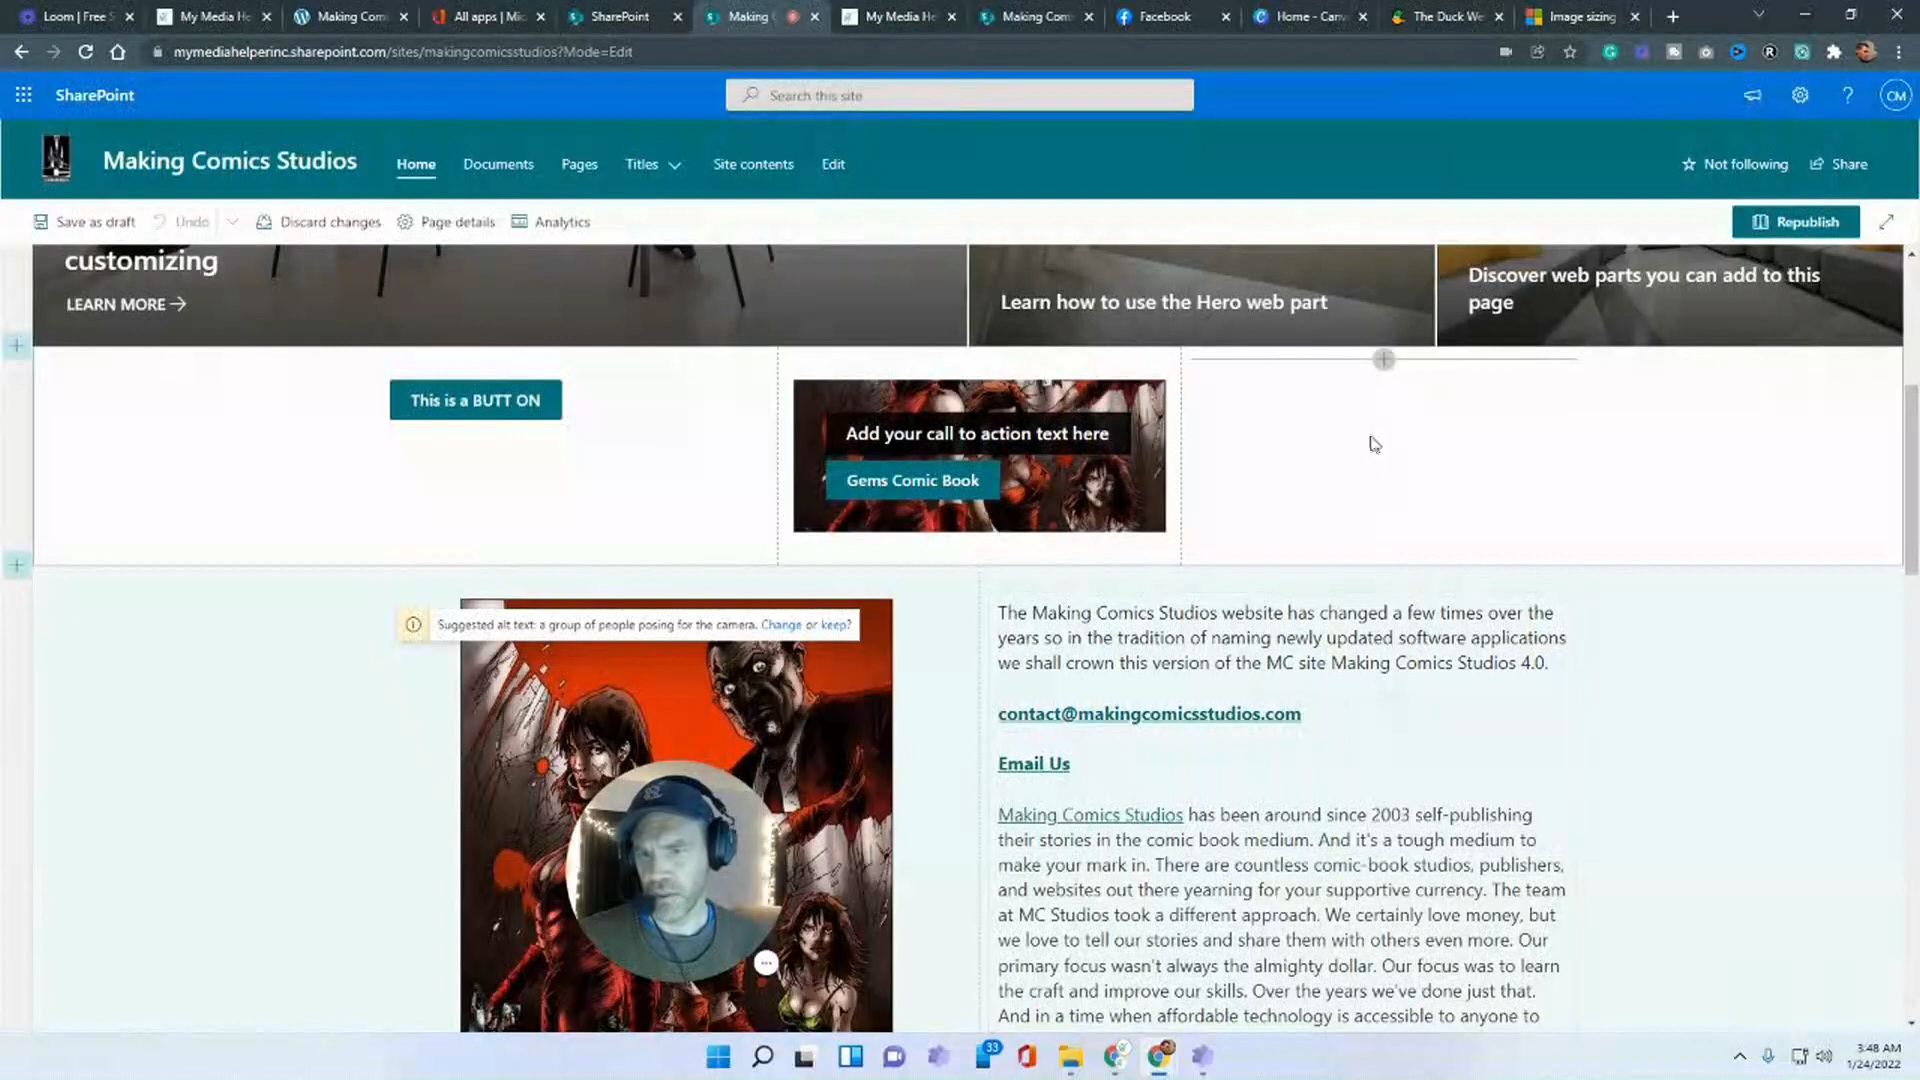 Loom | Free S
My Media He
Making Com
All apps | Mic
SharePoint
Making C
My Media He
Making Com
Facebook
Home - Canv
The Duck We
Image sizing
mymediahelperinc.sharepoint.com/sites/makingcomicsstudios?Mode=Edit
SharePoint
Search this site
CM
Making Comics Studios
Home
Documents
Pages
Titles
Site contents
Edit
Not following
Share
Save as draft
Undo
Discard changes
Page details
Analytics
Republish
customizing
LEARN MORE
Learn how to use the Hero web part
Discover web parts you can add to this
page
This is a BUTT ON
Add your call to action text here
Gems Comic Book
Suggested alt text: a group of people posing for the camera. Change or keep?
The Making Comics Studios website has changed a few times over the
years so in the tradition of naming newly updated software applications
we shall crown this version of the MC site Making Comics Studios 4.0.
contact@makingcomicsstudios.com
Email Us
Making Comics Studios has been around since 2003 self-publishing
their stories in the comic book medium. And it's a tough medium to
make your mark in. There are countless comic-book studios, publishers,
and websites out there yearning for your supportive currency. The team
at MC Studios took a different approach. We certainly love money, but
we love to tell our stories and share them with others even more. Our
primary focus wasn't always the almighty dollar. Our focus was to learn
the craft and improve our skills. Over the years we've done just that.
And in a time when affordable technology is accessible to anyone to
33
3:48 AM
1/24/2022